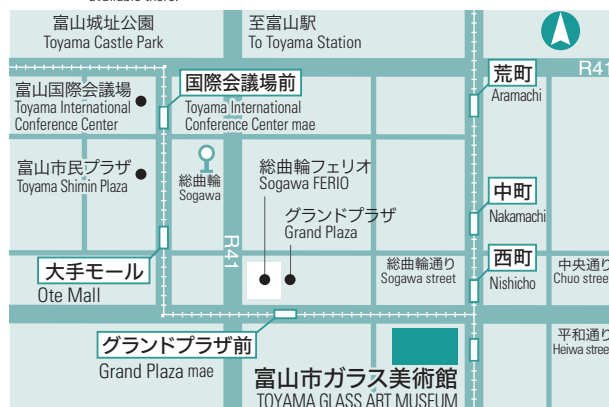 available there.
富山城址公園
Toyama Castle Park
至富山駅
To Toyama Station
富山国際会議場
Toyama International
Conference Center
国際会議場前
Toyama International
Conference Center mae
荒町
Aramachi
R41
富山市民プラザ
Toyama Shimin Plaza
総曲輪
Sogawa
総曲輪フェリオ
Sogawa FERIO
グランドプラザ
Grand Plaza
中町
Nakamachi
R41
大手モール
Ote Mall
総曲輪通り
Sogawa street
西町
Nishicho
中央通り
Chuo street
グランドプラザ前
Grand Plaza mae
平和通り
Heiwa street
富山市ガラス美術館
TOYAMA GLASS ART MUSEUM